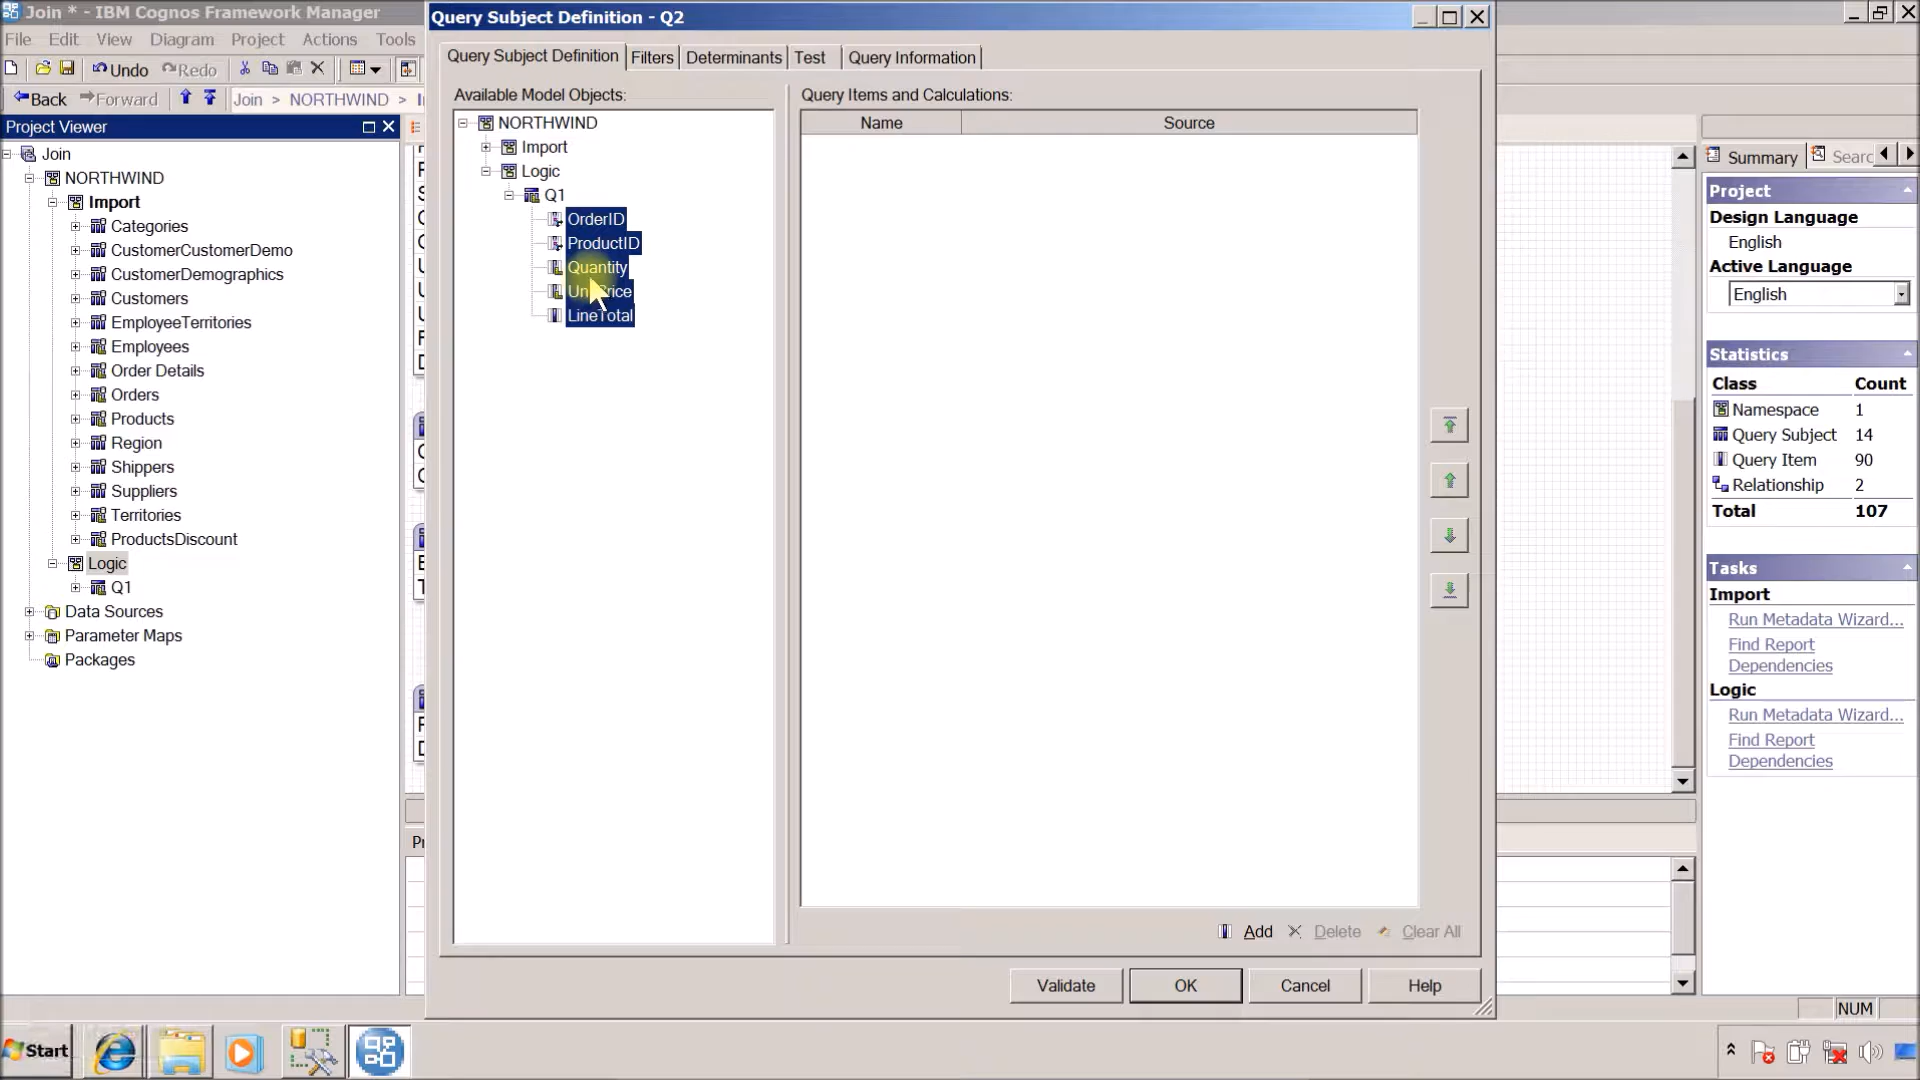 Join * - IBM Cognos Framework Manager
File Edit View Diagram Project Actions Tools
Undo Redo
Back Forward Join > NORTHWIND >
Project Viewer
Join
NORTHWIND
Import
Categories
CustomerCustomerDemo
CustomerDemographics
Customers
EmployeeTerritories
Employees
Order Details
Orders
Products
Region
Shippers
Suppliers
Territories
ProductsDiscount
Logic
Q1
Data Sources
Parameter Maps
Packages
Query Subject Definition - Q2
Query Subject Definition Filters Determinants Test Query Information
Available Model Objects:
NORTHWIND
Import
Logic
Q1
OrderID
ProductID
Quantity
LineTotal
Query Items and Calculations:
Name Source
Add Delete Clear All
Validate OK Cancel Help
Summary
Project
Design Language
English
Active Language
English
Statistics
Class Count
Namespace 1
Query Subject 14
Query Item 90
Relationship 2
Total 107
Tasks
Import
Run Metadata Wizard...
Find Report
Dependencies
Logic
Run Metadata Wizard...
Find Report
Dependencies
NUM
Start